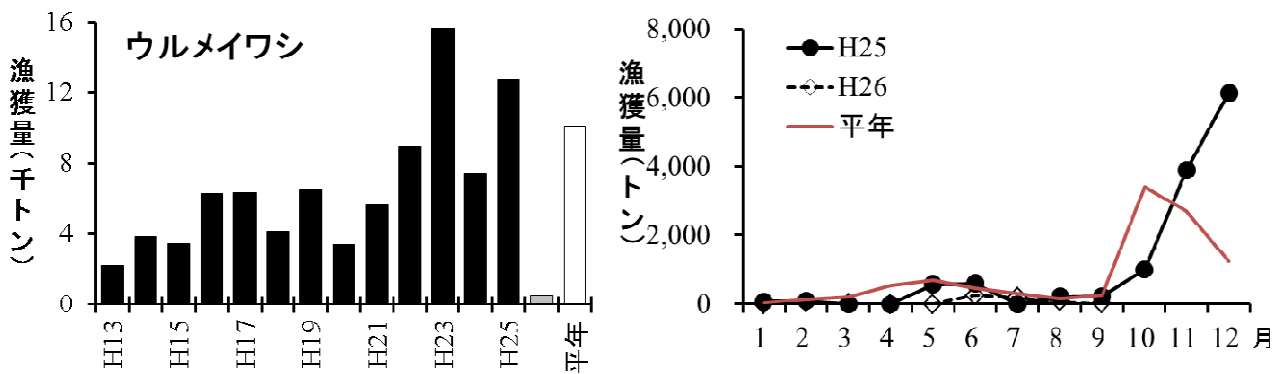 ウルメイワシ
漁獲量(千トン)
16
12
8
4
0
H13
H15
H17
H19
H21
H23
H25
平年
漁獲量(トン)
8,000
6,000
4,000
2,000
0
H25
H26
平年
1 2 3 4 5 6 7 8 9 10 11 12 月